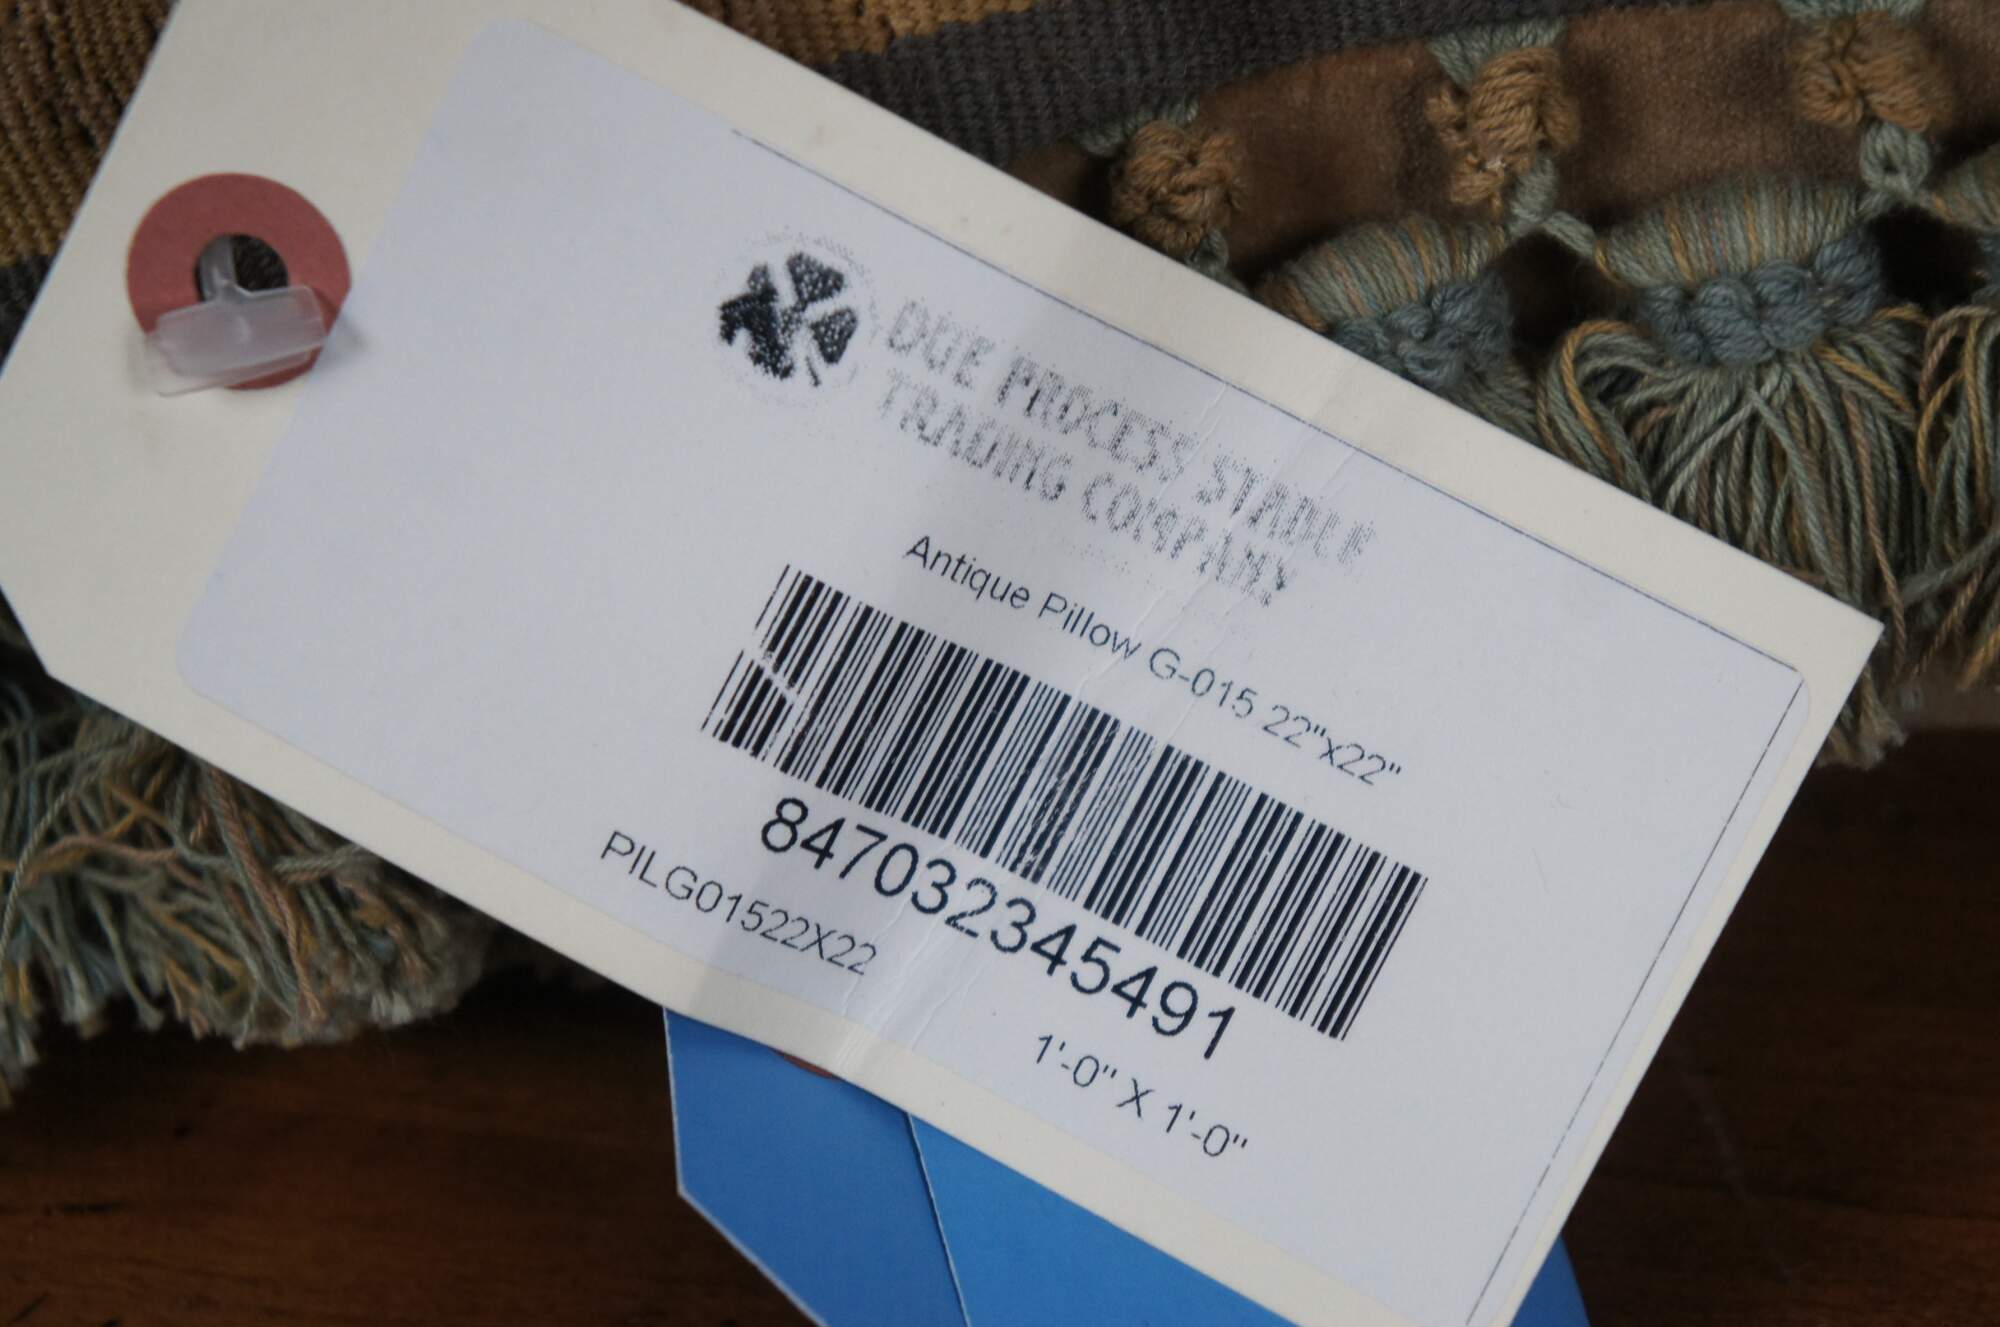 DUE PROCESS STABLE
TRADING COMPANY
Antique Pillow G-015 22"x22"
847032345491
PILG01522X22
1'-0" X 1'-0"